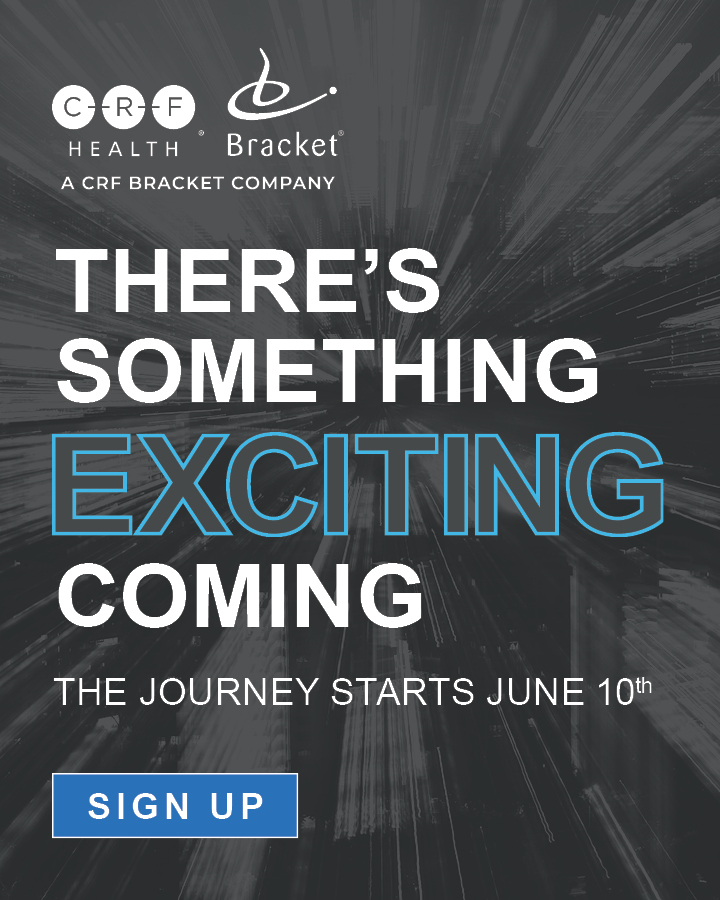 C-R-F
HEALTH®
Bracket®
A CRF BRACKET COMPANY
THERE’S
SOMETHING
EXCITING
COMING
THE JOURNEY STARTS JUNE 10th
SIGN UP